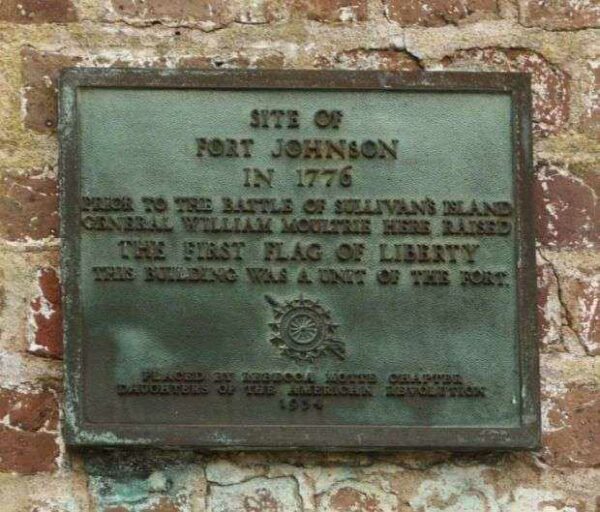 SITE OF
FORT JOHNSON
IN 1776
PRIOR TO THE BATTLE OF SULLIVAN'S ISLAND
GENERAL WILLIAM MOULTRIE HERE RAISED
THE FIRST FLAG OF LIBERTY
THIS BUILDING WAS A UNIT OF THE FORT.
PLACED BY REBECCA MOTTE CHAPTER
DAUGHTERS OF THE AMERICAN REVOLUTION
1934